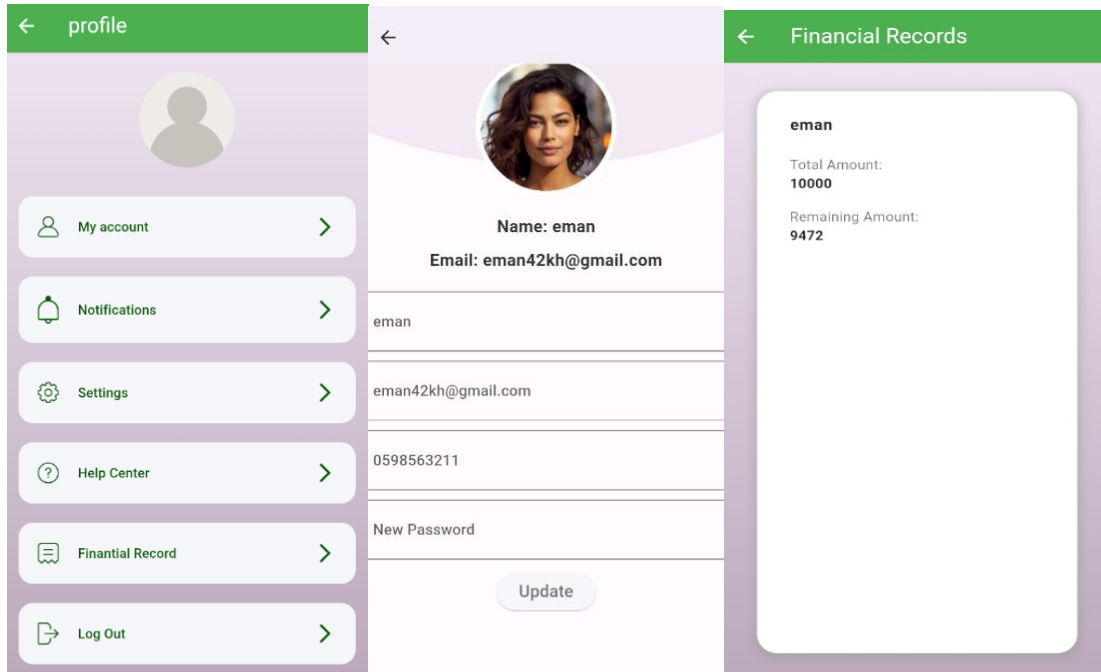 profile
My account
Notifications
Settings
Help Center
Finantial Record
Log Out
Name: eman
Email: eman42kh@gmail.com
eman
eman42kh@gmail.com
0598563211
New Password
Update
Financial Records
eman
Total Amount:
10000
Remaining Amount:
9472